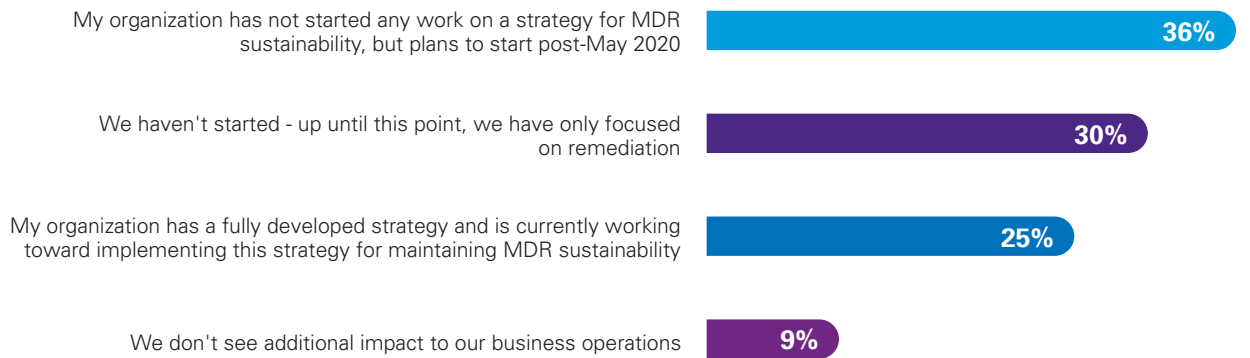 My organization has not started any work on a strategy for MDR
sustainability, but plans to start post-May 2020
36%
We haven't started - up until this point, we have only focused
on remediation
30%
My organization has a fully developed strategy and is currently working
toward implementing this strategy for maintaining MDR sustainability
25%
We don't see additional impact to our business operations
9%